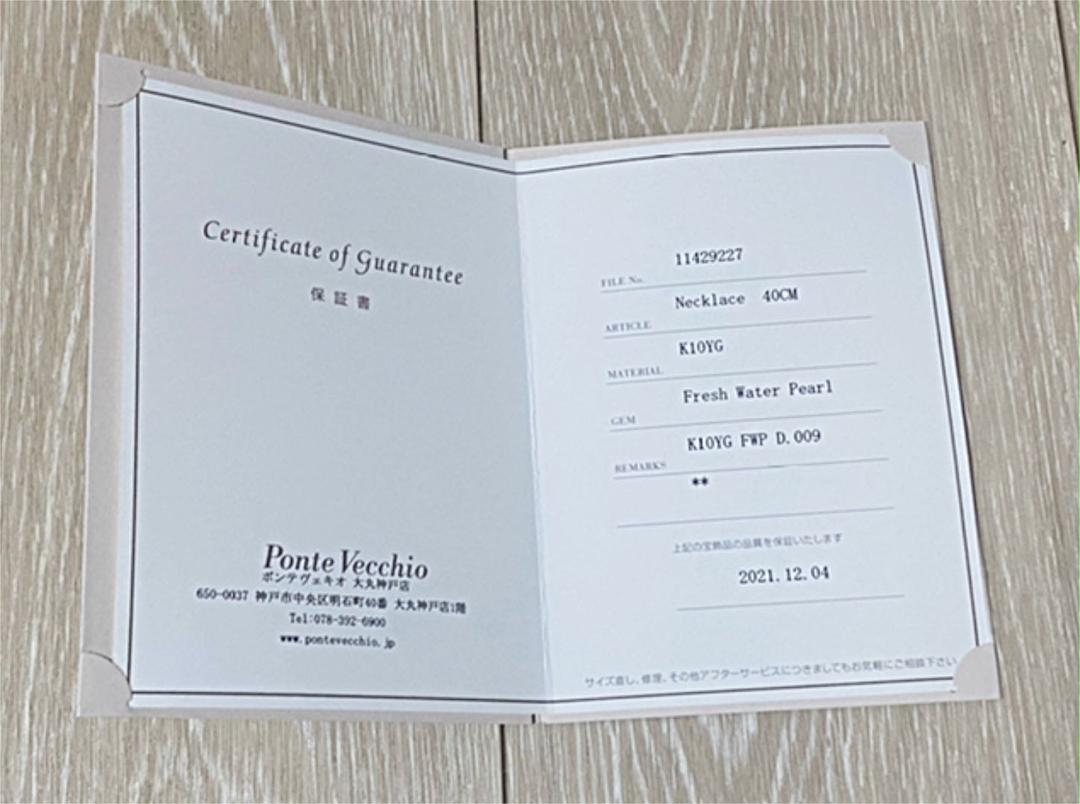 Certificate of Guarantee
保証書
Ponte Vecchio
ポンテヴェキオ 大丸神戸店
650-0037 神戸市中央区明石町40番 大丸神戸店1階
Tel:078-392-6900
www.pontevecchio.jp
11429227
FILE No.
Necklace 40CM
ARTICLE
K10YG
MATERIAL
Fresh Water Pearl
GEM
K10YG FWP D.009
REMARKS
**
上記の宝飾品の品質を保証いたします
2021.12.04
サイズ直し、修理、その他アフターサービスにつきましてもお気軽にご相談下さい